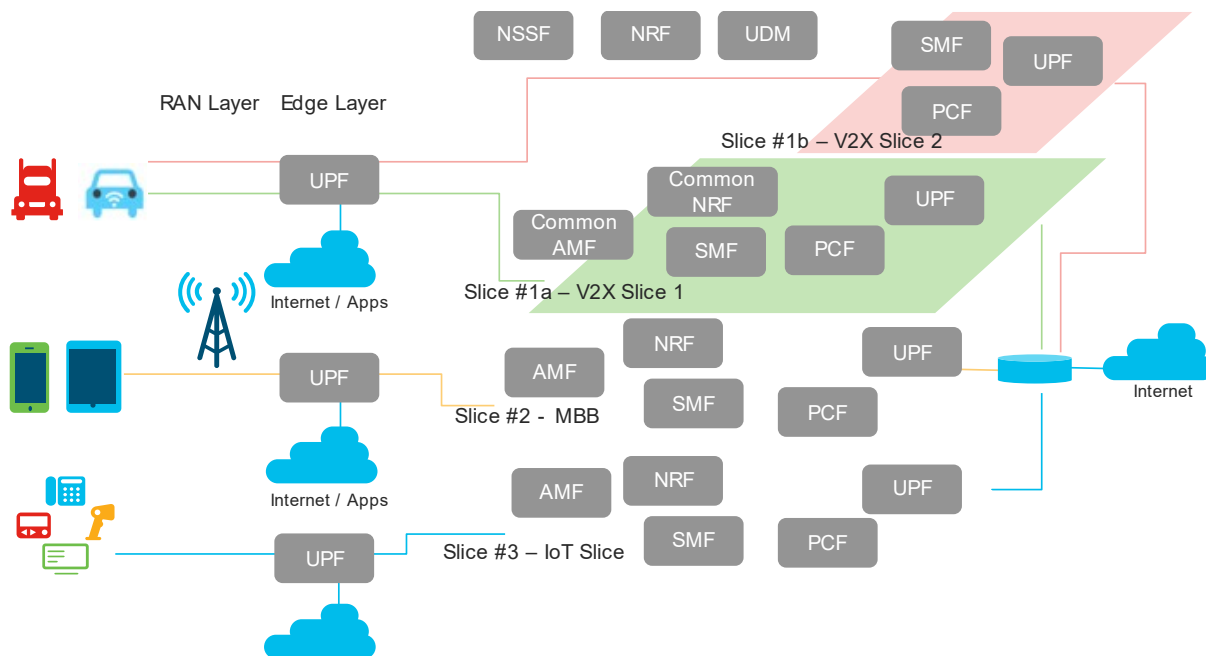 NSSF
NRF
UDM
SMF
UPF
PCF
RAN Layer
Edge Layer
Slice #1b – V2X Slice 2
UPF
Common
NRF
UPF
Common
AMF
SMF
PCF
Internet / Apps
Slice #1a – V2X Slice 1
NRF
UPF
UPF
AMF
SMF
PCF
Slice #2 - MBB
Internet
Internet / Apps
NRF
UPF
AMF
SMF
PCF
Slice #3 – IoT Slice
UPF